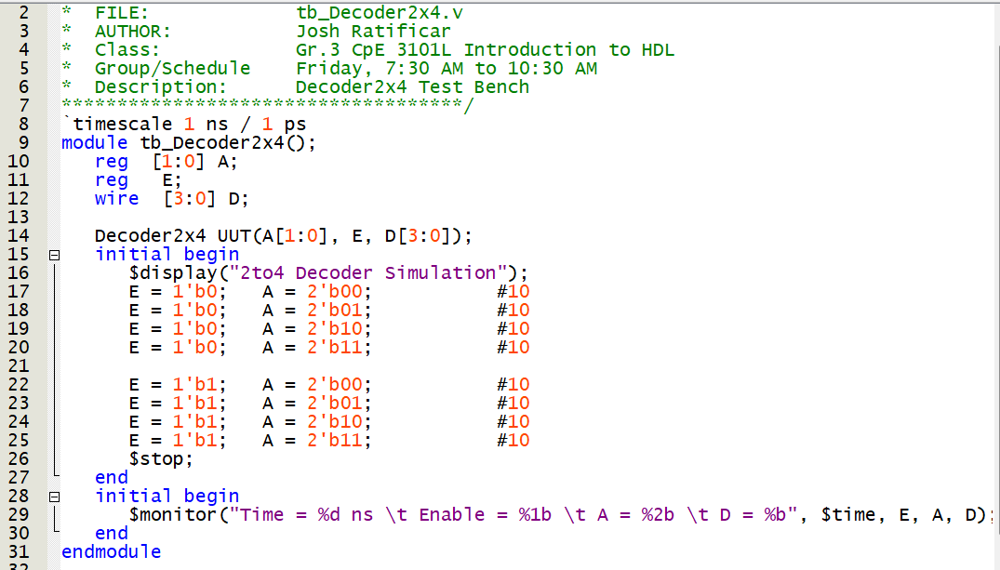 2 * FILE: tb_Decoder2x4.v
3 * AUTHOR: Josh Ratificar
4 * Class: Gr.3 CpE 3101L Introduction to HDL
5 * Group/Schedule Friday, 7:30 AM to 10:30 AM
6 * Description: Decoder2x4 Test Bench
7 ************************************/
8 `timescale 1 ns / 1 ps
9 module tb_Decoder2x4();
10 reg [1:0] A;
11 reg E;
12 wire [3:0] D;
13
14 Decoder2x4 UUT(A[1:0], E, D[3:0]);
15 initial begin
16 $display("2to4 Decoder Simulation");
17 E = 1'b0; A = 2'b00; #10
18 E = 1'b0; A = 2'b01; #10
19 E = 1'b0; A = 2'b10; #10
20 E = 1'b0; A = 2'b11; #10
21
22 E = 1'b1; A = 2'b00; #10
23 E = 1'b1; A = 2'b01; #10
24 E = 1'b1; A = 2'b10; #10
25 E = 1'b1; A = 2'b11; #10
26 $stop;
27 end
28 initial begin
29 $monitor("Time = %d ns \t Enable = %1b \t A = %2b \t D = %b", $time, E, A, D);
30 end
31 endmodule
32